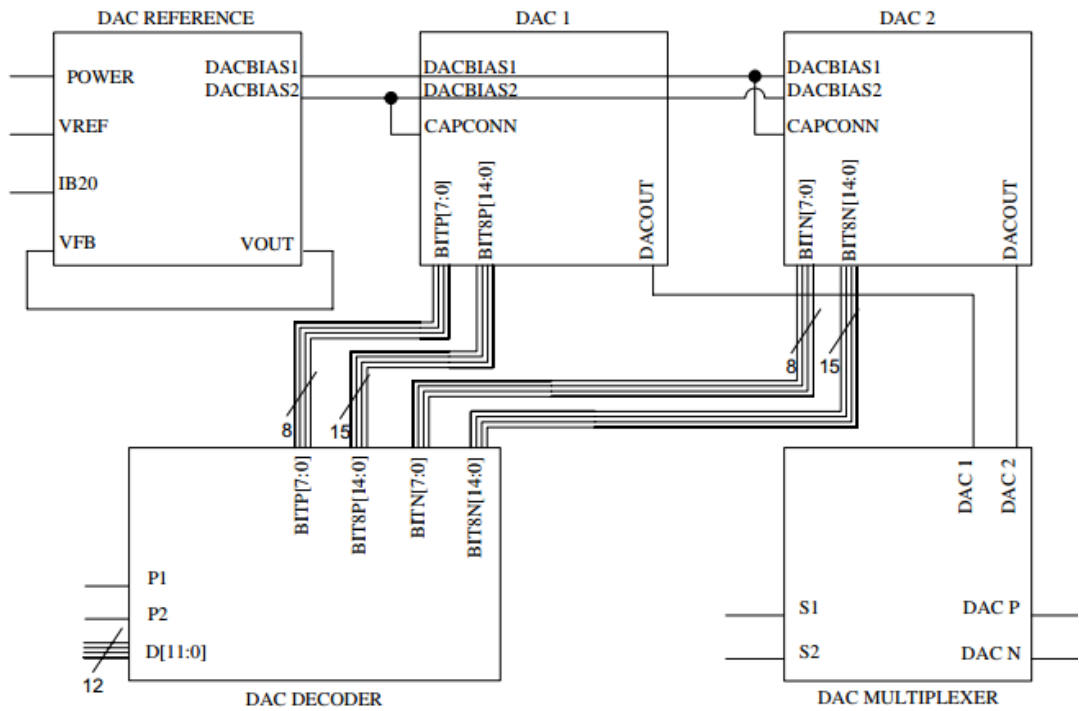 DAC REFERENCE
DAC 1
DAC 2
POWER
DACBIAS1
DACBIAS2
VREF
IB20
VFB
VOUT
DACBIAS1
DACBIAS2
CAPCONN
BITP[7:0]
BIT8P[14:0]
DACOUT
DACBIAS1
DACBIAS2
CAPCONN
BITN[7:0]
BIT8N[14:0]
DACOUT
8
15
8
15
BITP[7:0]
BIT8P[14:0]
BITN[7:0]
BIT8N[14:0]
P1
P2
D[11:0]
12
DAC DECODER
DAC 1
DAC 2
S1
S2
DAC P
DAC N
DAC MULTIPLEXER